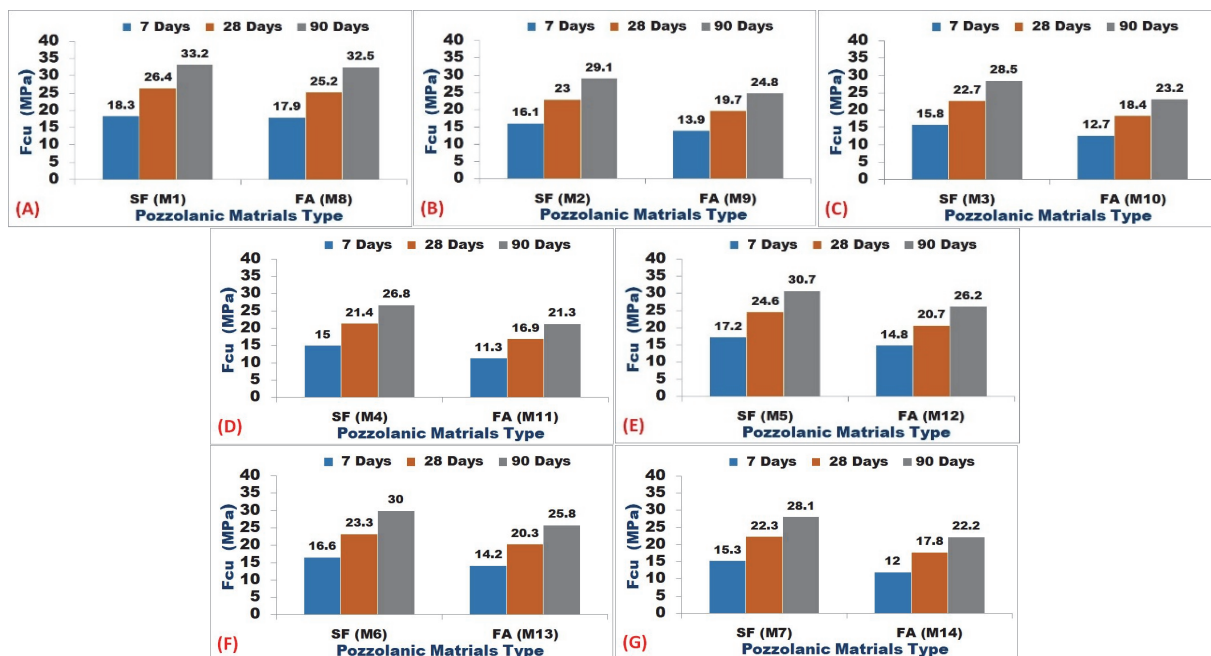 7 Days 28 Days 90 Days
Fcu (MPa)
40
35
30
25
20
15
10
5
0
18.3 26.4 33.2 17.9 25.2 32.5
SF (M1) FA (M8)
Pozzolanic Matrials Type
(A)
7 Days 28 Days 90 Days
Fcu (MPa)
40
35
30
25
20
15
10
5
0
16.1 23 29.1 13.9 19.7 24.8
SF (M2) FA (M9)
Pozzolanic Matrials Type
(B)
7 Days 28 Days 90 Days
Fcu (MPa)
40
35
30
25
20
15
10
5
0
15.8 22.7 28.5 12.7 18.4 23.2
SF (M3) FA (M10)
Pozzolanic Matrials Type
(C)
7 Days 28 Days 90 Days
Fcu (MPa)
40
35
30
25
20
15
10
5
0
15 21.4 26.8 11.3 16.9 21.3
SF (M4) FA (M11)
Pozzolanic Matrials Type
(D)
7 Days 28 Days 90 Days
Fcu (MPa)
40
35
30
25
20
15
10
5
0
17.2 24.6 30.7 14.8 20.7 26.2
SF (M5) FA (M12)
Pozzolanic Matrials Type
(E)
7 Days 28 Days 90 Days
Fcu (MPa)
40
35
30
25
20
15
10
5
0
16.6 23.3 30 14.2 20.3 25.8
SF (M6) FA (M13)
Pozzolanic Matrials Type
(F)
7 Days 28 Days 90 Days
Fcu (MPa)
40
35
30
25
20
15
10
5
0
15.3 22.3 28.1 12 17.8 22.2
SF (M7) FA (M14)
Pozzolanic Matrials Type
(G)